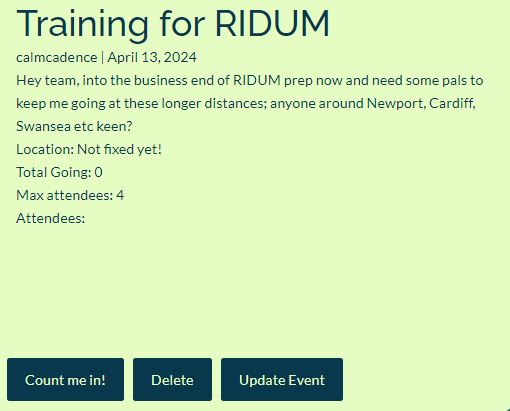 Training for RIDUM
calmcadence | April 13, 2024
Hey team, into the business end of RIDUM prep now and need some pals to
keep me going at these longer distances; anyone around Newport, Cardiff,
Swansea etc keen?
Location: Not fixed yet!
Total Going: 0
Max attendees: 4
Attendees:
Count me in!
Delete
Update Event